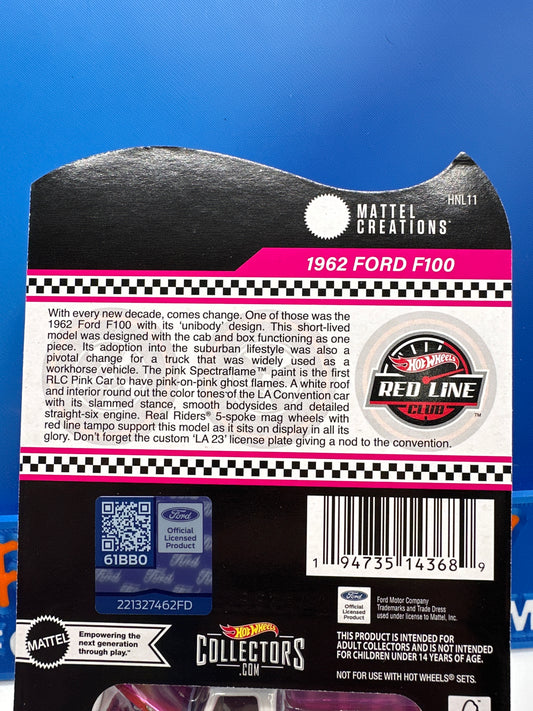 HNL11
MATTEL
CREATIONS
1962 FORD F100
With every new decade, comes change. One of those was the
1962 Ford F100 with its 'unibody' design. This short-lived
model was designed with the cab and box functioning as one
piece. Its adoption into the suburban lifestyle was also a
pivotal change for a truck that was widely used as a
workhorse vehicle. The pink Spectraflame™ paint is the first
RLC Pink Car to have pink-on-pink ghost flames. A white roof
and interior round out the color tones of the LA Convention car
with its slammed stance, smooth bodysides and detailed
straight-six engine. Real Riders® 5-spoke mag wheels with
red line tampo support this model as it sits on display in all its
glory. Don't forget the custom 'LA 23' license plate giving a nod to the convention.
Hot Wheels
RED LINE
CLUB
™
61BB0
Ford
Official
Licensed
Product
221327462FD
1 94735 14368 9
Ford
Official
Licensed
Product
Ford Motor Company
Trademarks and Trade Dress
used under license to Mattel, Inc.
MATTEL
Empowering the
next generation
through play.™
Hot Wheels
COLLECTORS
.COM
THIS PRODUCT IS INTENDED FOR
ADULT COLLECTORS AND IS NOT INTENDED
FOR CHILDREN UNDER 14 YEARS OF AGE.
NOT FOR USE WITH HOT WHEELS® SETS.